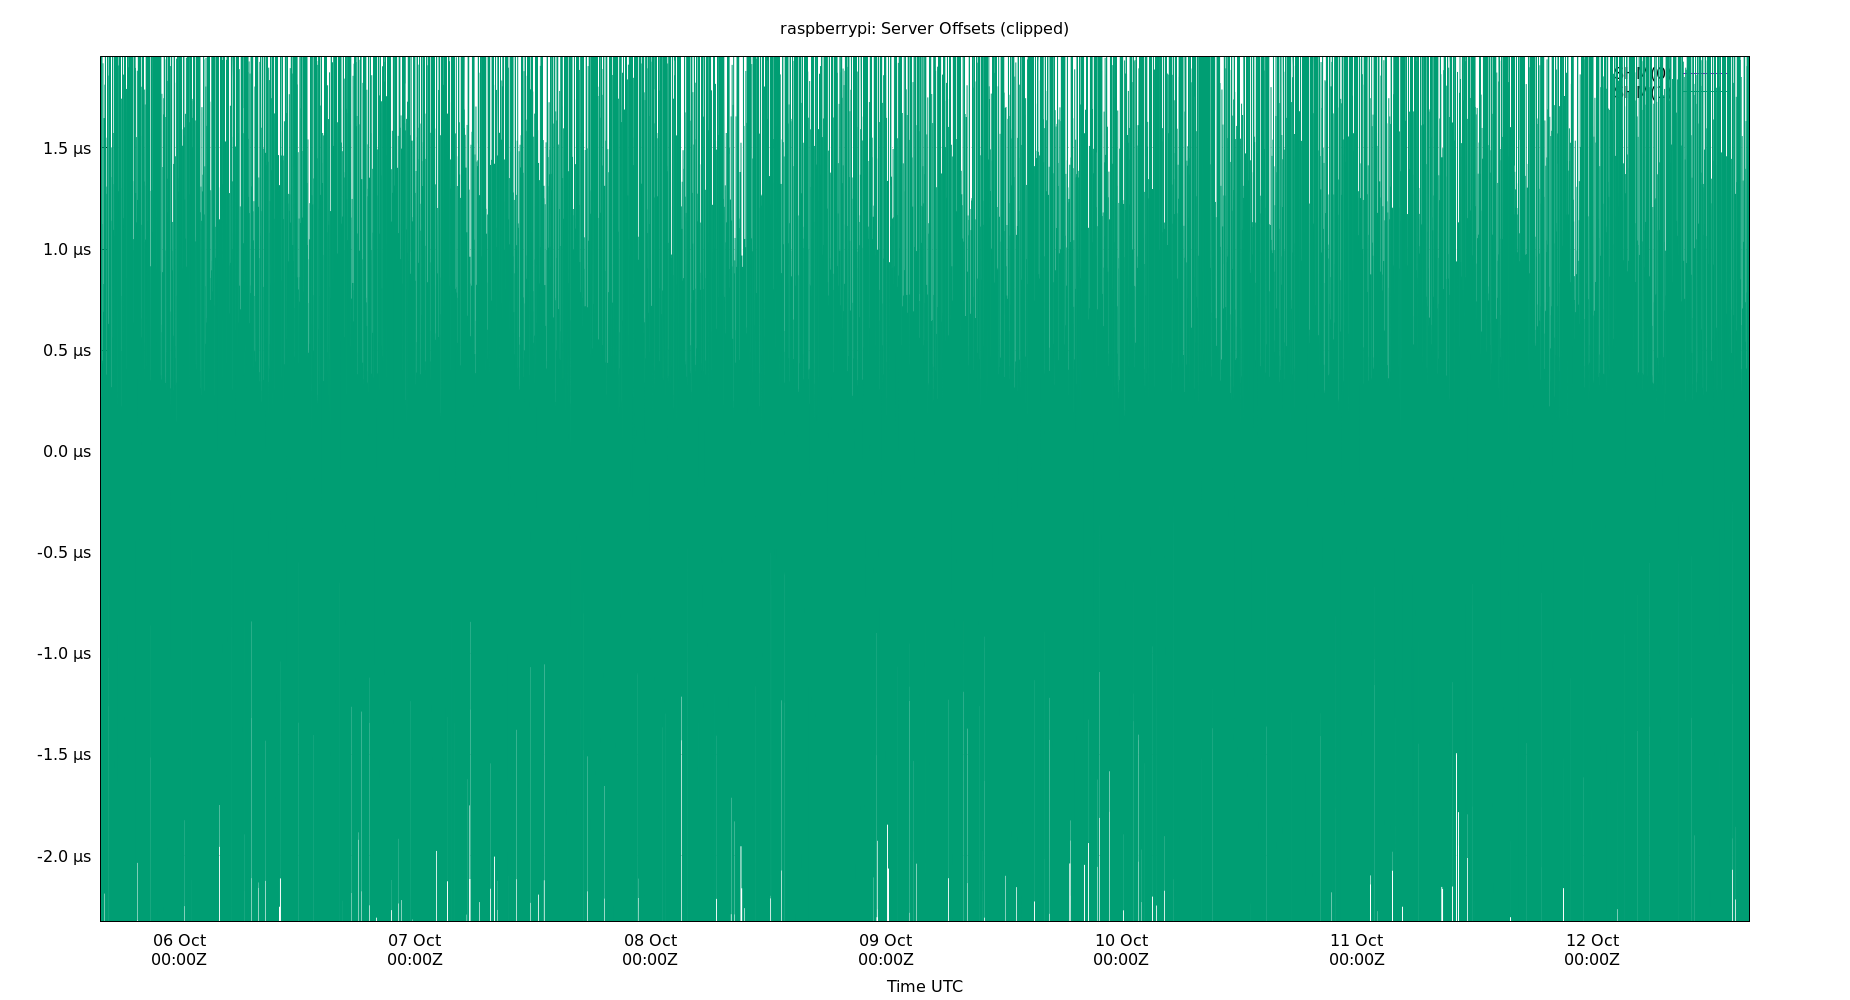 raspberrypi: Server Offsets (clipped)
1.5 µs
1.0 µs
0.5 µs
0.0 µs
-0.5 µs
-1.0 µs
-1.5 µs
-2.0 µs
06 Oct 07 Oct 08 Oct 09 Oct 10 Oct 11 Oct 12 Oct
00:00Z 00:00Z 00:00Z 00:00Z 00:00Z 00:00Z 00:00Z
Time UTC